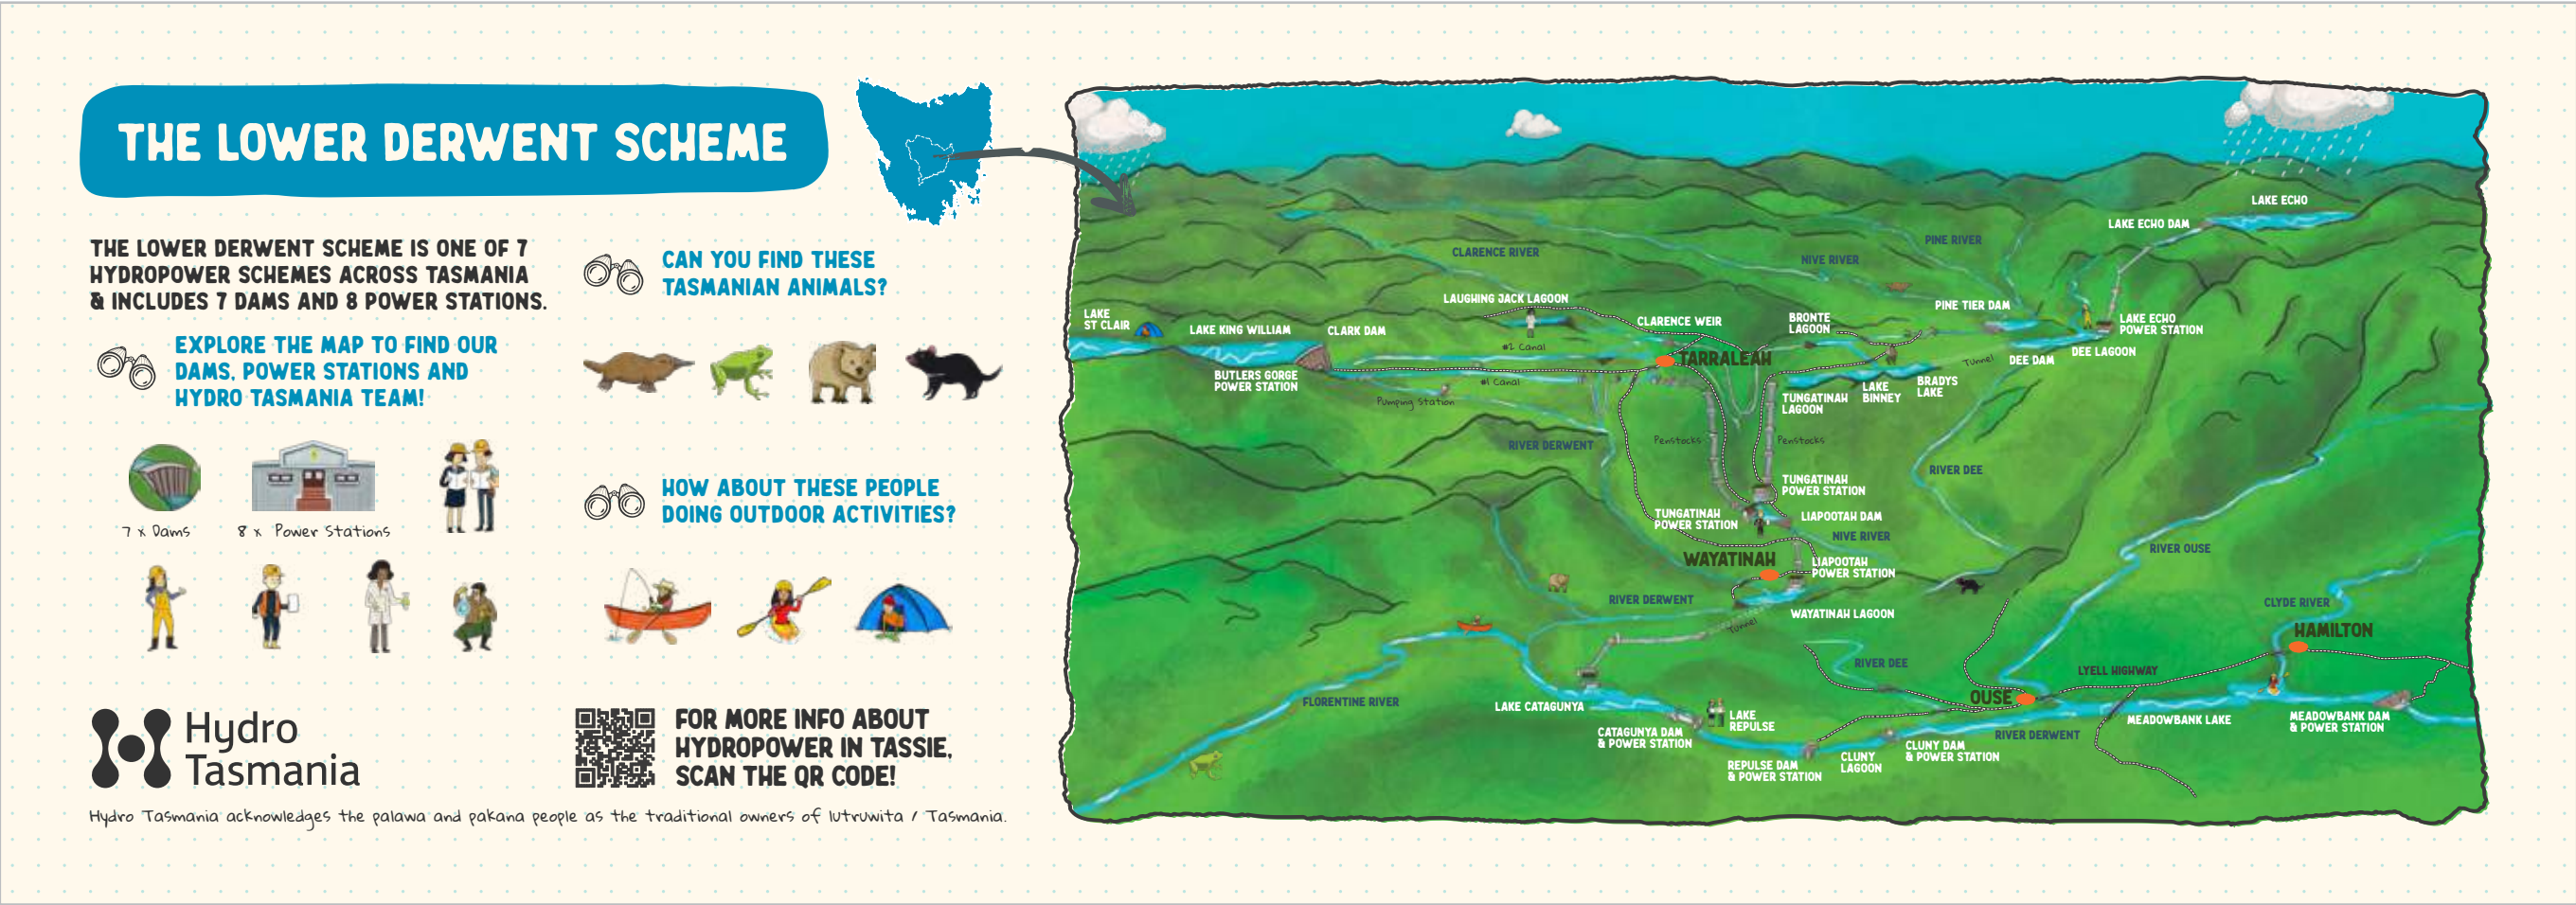 THE LOWER DERWENT SCHEME
THE LOWER DERWENT SCHEME IS ONE OF 7
HYDROPOWER SCHEMES ACROSS TASMANIA
& INCLUDES 7 DAMS AND 8 POWER STATIONS.
EXPLORE THE MAP TO FIND OUR
DAMS, POWER STATIONS AND
HYDRO TASMANIA TEAM!
7 x Dams
8 x Power Stations
CAN YOU FIND THESE
TASMANIAN ANIMALS?
HOW ABOUT THESE PEOPLE
DOING OUTDOOR ACTIVITIES?
Hydro
Tasmania
FOR MORE INFO ABOUT
HYDROPOWER IN TASSIE,
SCAN THE QR CODE!
Hydro Tasmania acknowledges the palawa and pakana people as the traditional owners of lutruwita / Tasmania.
LAKE ECHO
LAKE ECHO DAM
PINE RIVER
CLARENCE RIVER
NIVE RIVER
LAUGHING JACK LAGOON
PINE TIER DAM
LAKE
ST CLAIR
LAKE KING WILLIAM
CLARK DAM
CLARENCE WEIR
BRONTE
LAGOON
LAKE ECHO
POWER STATION
#2 Canal
TARRALEAH
DEE LAGOON
DEE DAM
Tunnel
BUTLERS GORGE
POWER STATION
#1 Canal
Pumping Station
TUNGATINAH
LAGOON
LAKE
BINNEY
BRADYS
LAKE
RIVER DERWENT
Penstocks
Penstocks
RIVER DEE
TUNGATINAH
POWER STATION
TUNGATINAH
POWER STATION
LIAPOOTAH DAM
NIVE RIVER
WAYATINAH
LIAPOOTAH
POWER STATION
RIVER OUSE
RIVER DERWENT
WAYATINAH LAGOON
Tunnel
CLYDE RIVER
HAMILTON
RIVER DEE
LYELL HIGHWAY
FLORENTINE RIVER
LAKE CATAGUNYA
OUSE
LAKE
REPULSE
MEADOWBANK LAKE
MEADOWBANK DAM
& POWER STATION
CATAGUNYA DAM
& POWER STATION
RIVER DERWENT
CLUNY DAM
& POWER STATION
CLUNY
LAGOON
REPULSE DAM
& POWER STATION